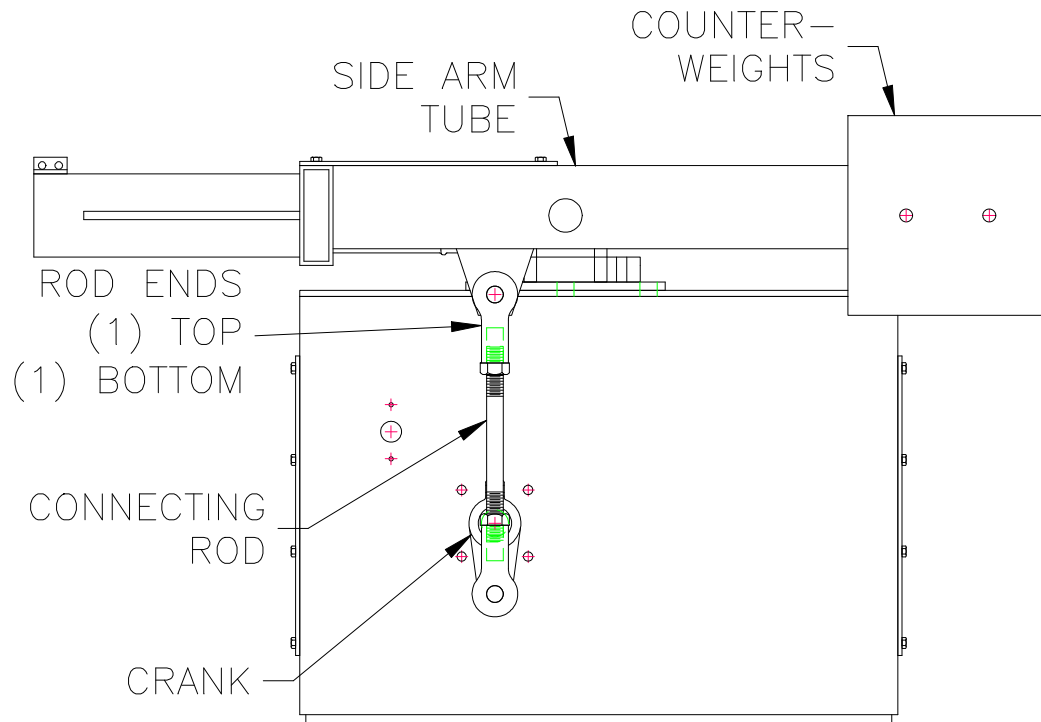 COUNTER-
WEIGHTS
SIDE ARM
TUBE
ROD ENDS
(1) TOP
(1) BOTTOM
CONNECTING
ROD
CRANK